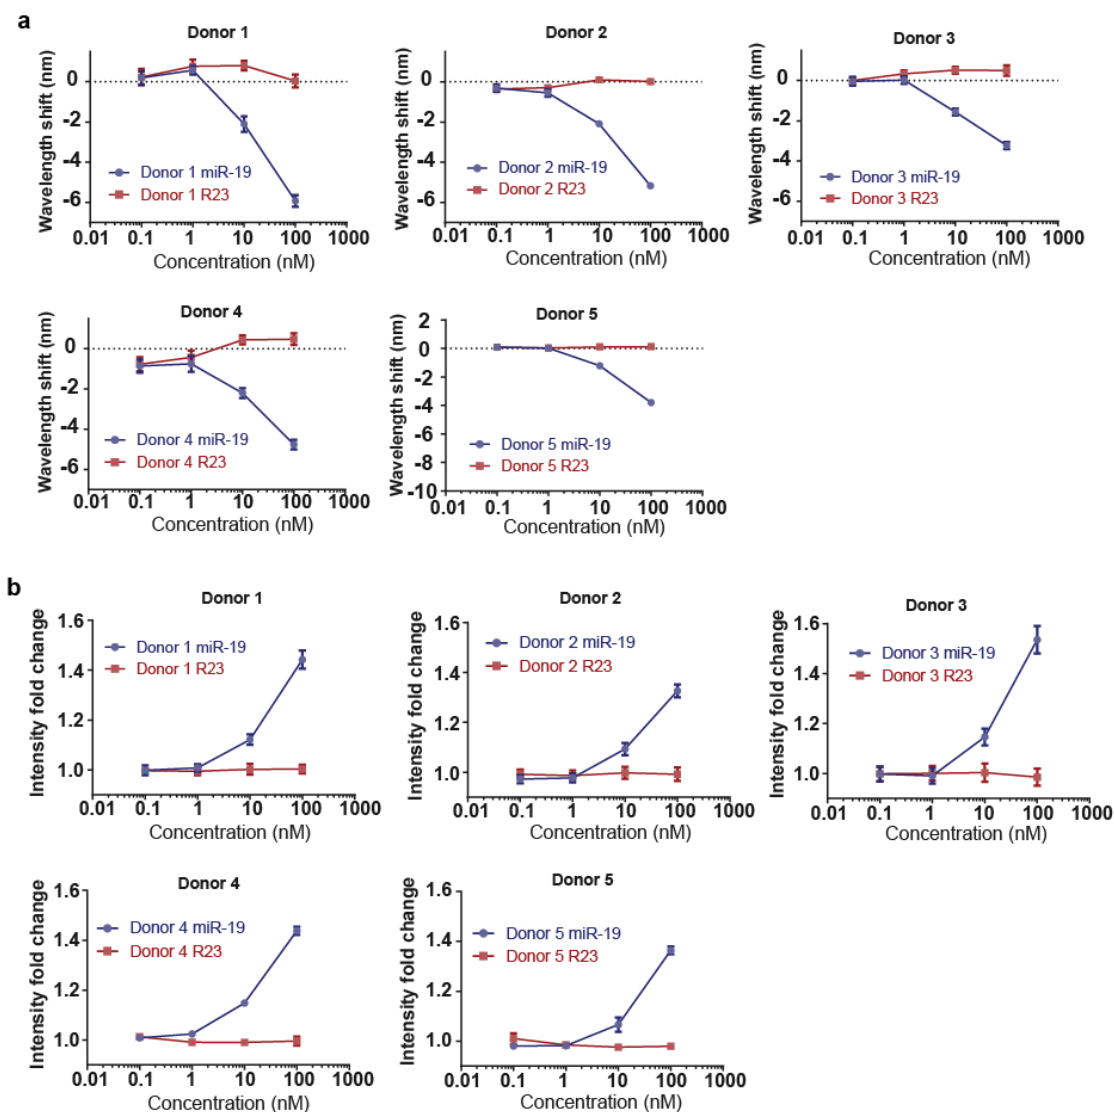 a
Donor 1
Wavelength shift (nm)
0
-2
-4
-6
Donor 1 miR-19
Donor 1 R23
0.01 0.1 1 10 100 1000
Concentration (nm)
Donor 2
Wavelength shift (nm)
0
-2
-4
-6
Donor 2 miR-19
Donor 2 R23
0.01 0.1 1 10 100 1000
Concentration (nM)
Donor 3
Wavelength shift (nm)
0
-2
-4
-6
Donor 3 miR-19
Donor 3 R23
0.01 0.1 1 10 100 1000
Concentration (nM)
Donor 4
Wavelength shift (nm)
0
-2
-4
-6
Donor 4 miR-19
Donor 4 R23
0.01 0.1 1 10 100 1000
Concentration (nM)
Donor 5
Wavelength shift (nm)
2
0
-2
-4
-6
-8
-10
Donor 5 miR-19
Donor 5 R23
0.01 0.1 1 10 100 1000
Concentration (nM)
b
Donor 1
Intensity fold change
1.6
1.4
1.2
1.0
Donor 1 miR-19
Donor 1 R23
0.01 0.1 1 10 100 1000
Concentration (nM)
Donor 2
Intensity fold change
1.6
1.4
1.2
1.0
Donor 2 miR-19
Donor 2 R23
0.01 0.1 1 10 100 1000
Concentration (nM)
Donor 3
Intensity fold change
1.6
1.4
1.2
1.0
Donor 3 miR-19
Donor 3 R23
0.01 0.1 1 10 100 1000
Concentration (nM)
Donor 4
Intensity fold change
1.6
1.4
1.2
1.0
Donor 4 miR-19
Donor 4 R23
0.01 0.1 1 10 100 1000
Concentration (nM)
Donor 5
Intensity fold change
1.6
1.4
1.2
1.0
Donor 5 miR-19
Donor 5 R23
0.01 0.1 1 10 100 1000
Concentration (nM)